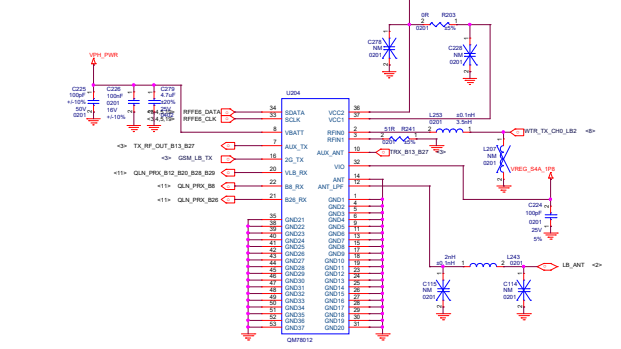 0R R203
2 1
0201 ±5%
C278
NM
0201
C228
NM
0201
VPH_PWR
C225
100pF
+/-10%
50V
0201
C226
100nF
0201
16V
+/-10%
C279
4.7uF
±20%
25V
0402
U204
RFFE8_DATA
RFFE8_CLK
34 SDATA
33 SCLK
8 VBATT
7 AUX_TX
16 2G_TX
20 VLB_RX
22 B8_RX
21 B26_RX
<3> TX_RF_OUT_B13_B27
<3> GSM_LB_TX
<11> QLN_PRX_B12_B20_B28_B29
<11> QLN_PRX_B8
<11> QLN_PRX_B26
VCC2 36
VCC1 37
RFIN0 2
RFIN1 3
AUX_ANT 10
VIO 32
ANT 14
ANT_LPF 12
L253 ±0.1nH
0201 3.5nH
WTR_TX_CH0_LB2 <8>
51R R241
0201 ±5%
TRX_B13_B27 <3>
L207
NM
0201
VREG_S4A_1P8
C224
100pF
0201
25V
5%
35 GND21
38 GND22
39 GND23
40 GND24
41 GND25
42 GND26
43 GND27
44 GND28
45 GND29
46 GND30
47 GND31
48 GND32
49 GND33
50 GND34
51 GND35
52 GND36
53 GND37
GND1 1
GND2 4
GND3 5
GND4 6
GND5 9
GND6 11
GND7 13
GND8 15
GND9 17
GND10 18
GND11 19
GND12 23
GND13 24
GND14 25
GND15 26
GND16 27
GND17 28
GND18 29
GND19 30
GND20 31
2nH L243
±0.1nH 0201
C115
NM
0201
C114
NM
0201
LB_ANT <2>
QM78012